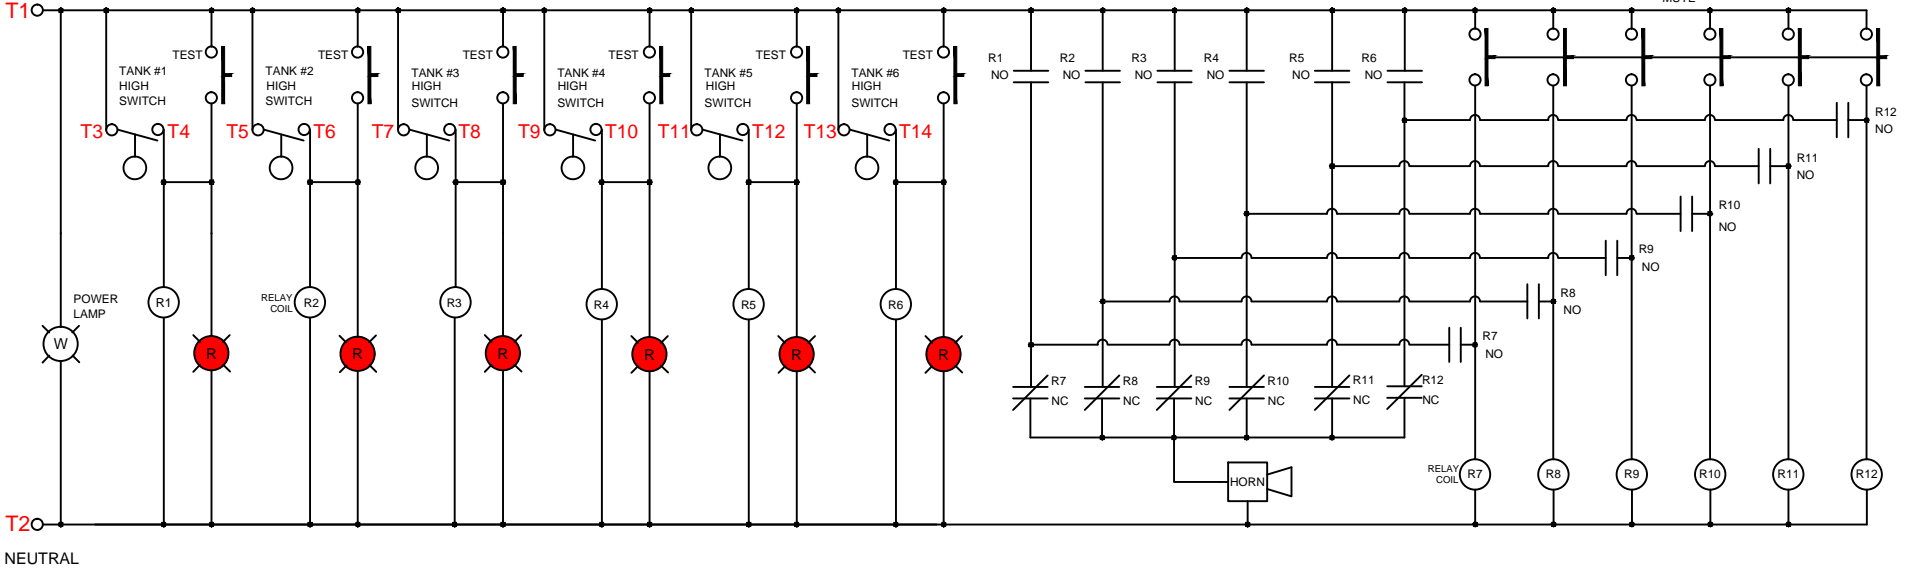 MUTE
T1
TEST
TEST
TEST
TEST
TEST
TEST
TANK #1
HIGH
SWITCH
TANK #2
HIGH
SWITCH
TANK #3
HIGH
SWITCH
TANK #4
HIGH
SWITCH
TANK #5
HIGH
SWITCH
TANK #6
HIGH
SWITCH
T3
T4
T5
T6
T7
T8
T9
T10
T11
T12
T13
T14
R1
NO
R2
NO
R3
NO
R4
NO
R5
NO
R6
NO
R12
NO
R11
NO
R10
NO
R9
NO
R8
NO
R7
NO
POWER
LAMP
W
R1
RELAY
COIL
R2
R3
R4
R5
R6
R
R
R
R
R
R
R7
NC
R8
NC
R9
NC
R10
NC
R11
NC
R12
NC
HORN
RELAY
COIL
R7
R8
R9
R10
R11
R12
T2
NEUTRAL